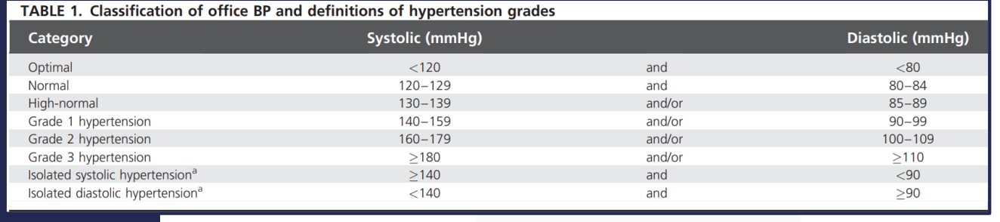 TABLE 1. Classification of office BP and definitions of hypertension grades
Category Systolic (mmHg) Diastolic (mmHg)
Optimal <120 and <80
Normal 120–129 and 80–84
High-normal 130–139 and/or 85–89
Grade 1 hypertension 140–159 and/or 90–99
Grade 2 hypertension 160–179 and/or 100–109
Grade 3 hypertension ≥180 and/or ≥110
Isolated systolic hypertensionᵃ ≥140 and <90
Isolated diastolic hypertensionᵃ <140 and ≥90